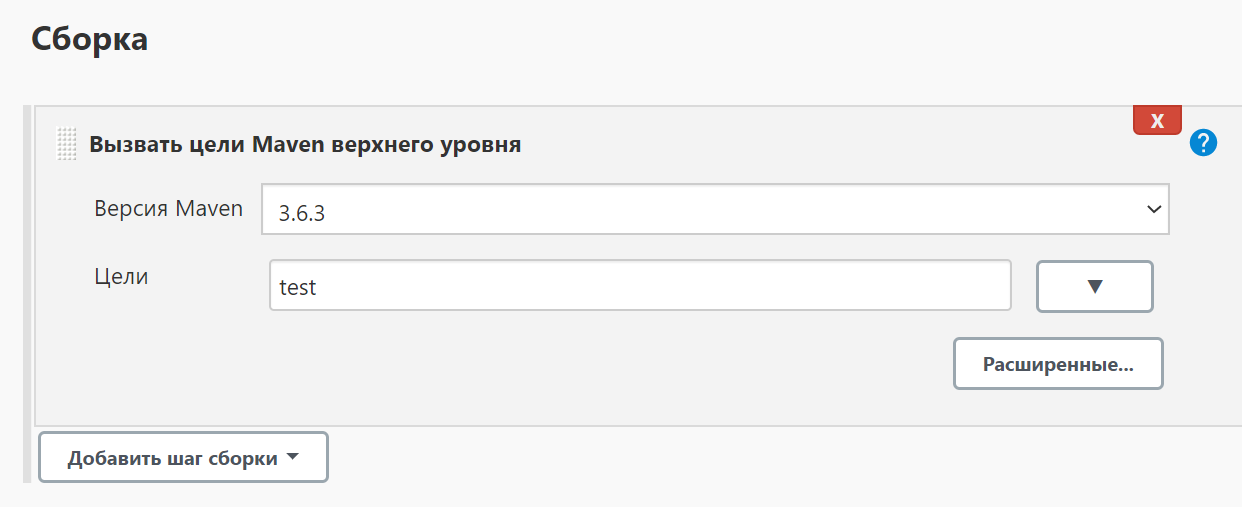 Сборка
X
Вызвать цели Maven верхнего уровня
?
Версия Maven
3.6.3
Цели
test
Расширенные...
Добавить шаг сборки